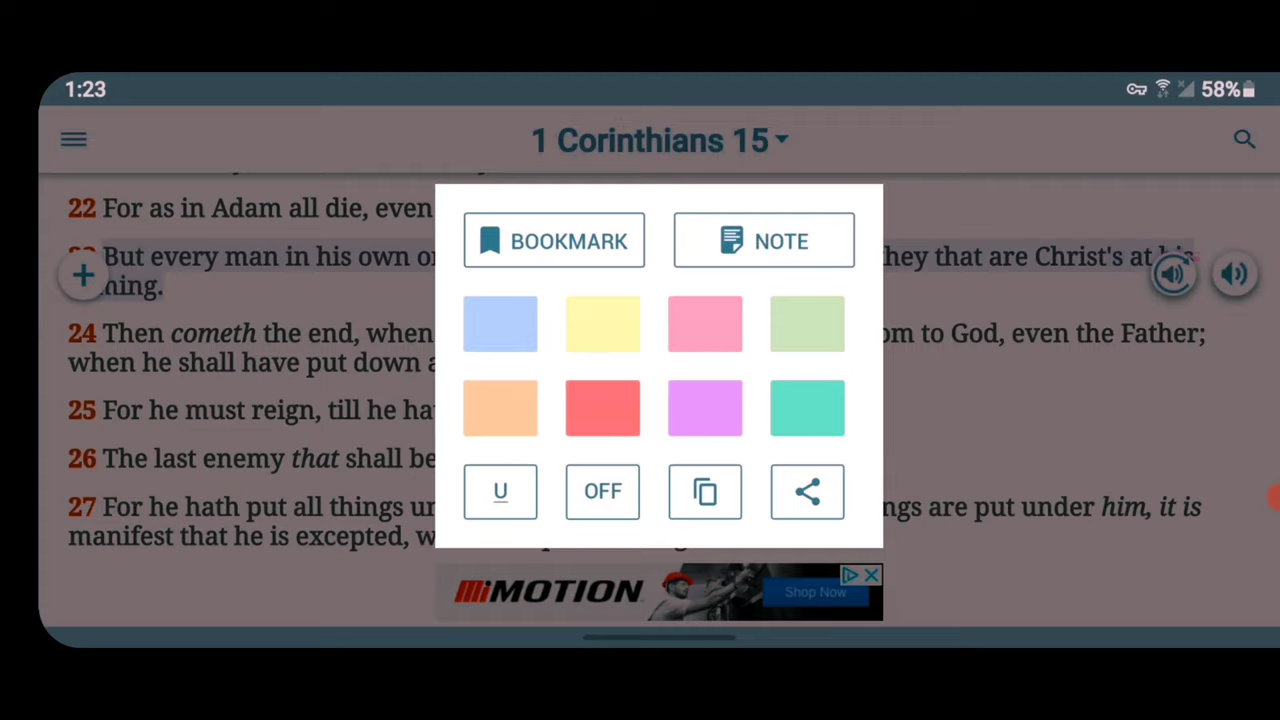 1:23
58%
1 Corinthians 15
22 For as in Adam all die, even
BOOKMARK
NOTE
But every man in his own hey that are Christ's at his
ning.
24 Then cometh the end, when to God, even the Father;
when he shall have put down
25 For he must reign, till he
26 The last enemy that shall
27 For he hath put all things are put under him, it is
manifest that he is excepted,
U
OFF
MOTION
Shop Now